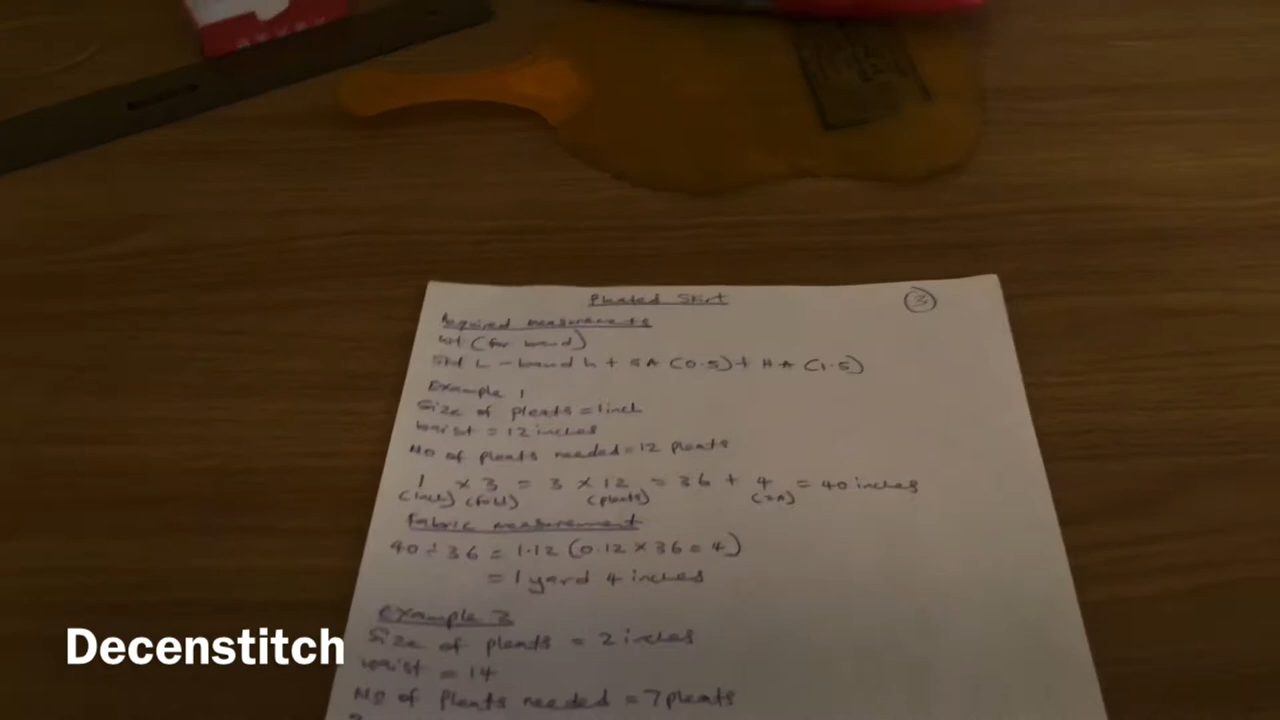 Pleated Skirt
3
Required measurements
wt (for band)
Skt L - band h + SA (0.5) + HA (1.5)
Example 1
Size of pleats = 1 inch
Waist = 12 inches
No of pleats needed = 12 pleats
1 x 3 = 3 x 12 = 36 + 4 = 40 inches
(inch) (fold) (pleats)
Fabric measurement
40 ÷ 36 = 1.12 (0.12 x 36 = 4)
= 1 yard 4 inches
Example 2
Size of pleats = 2 inches
waist = 14
No of pleats needed = 7 pleats
Decenstitch